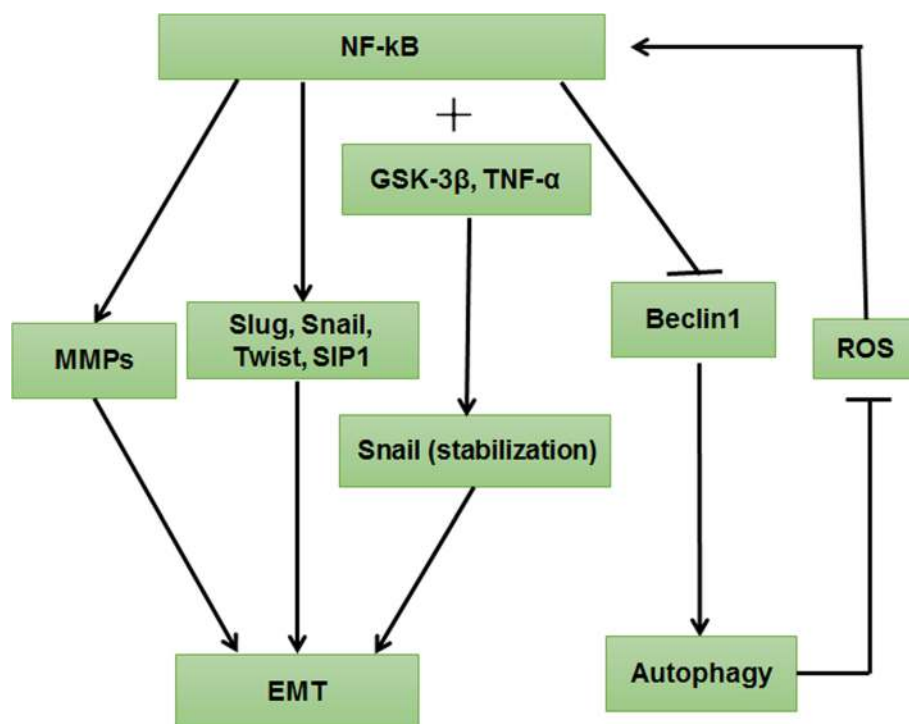 NF-kB
+
GSK-3β, TNF-α
MMPs
Slug, Snail,
Twist, SIP1
Beclin1
ROS
Snail (stabilization)
EMT
Autophagy